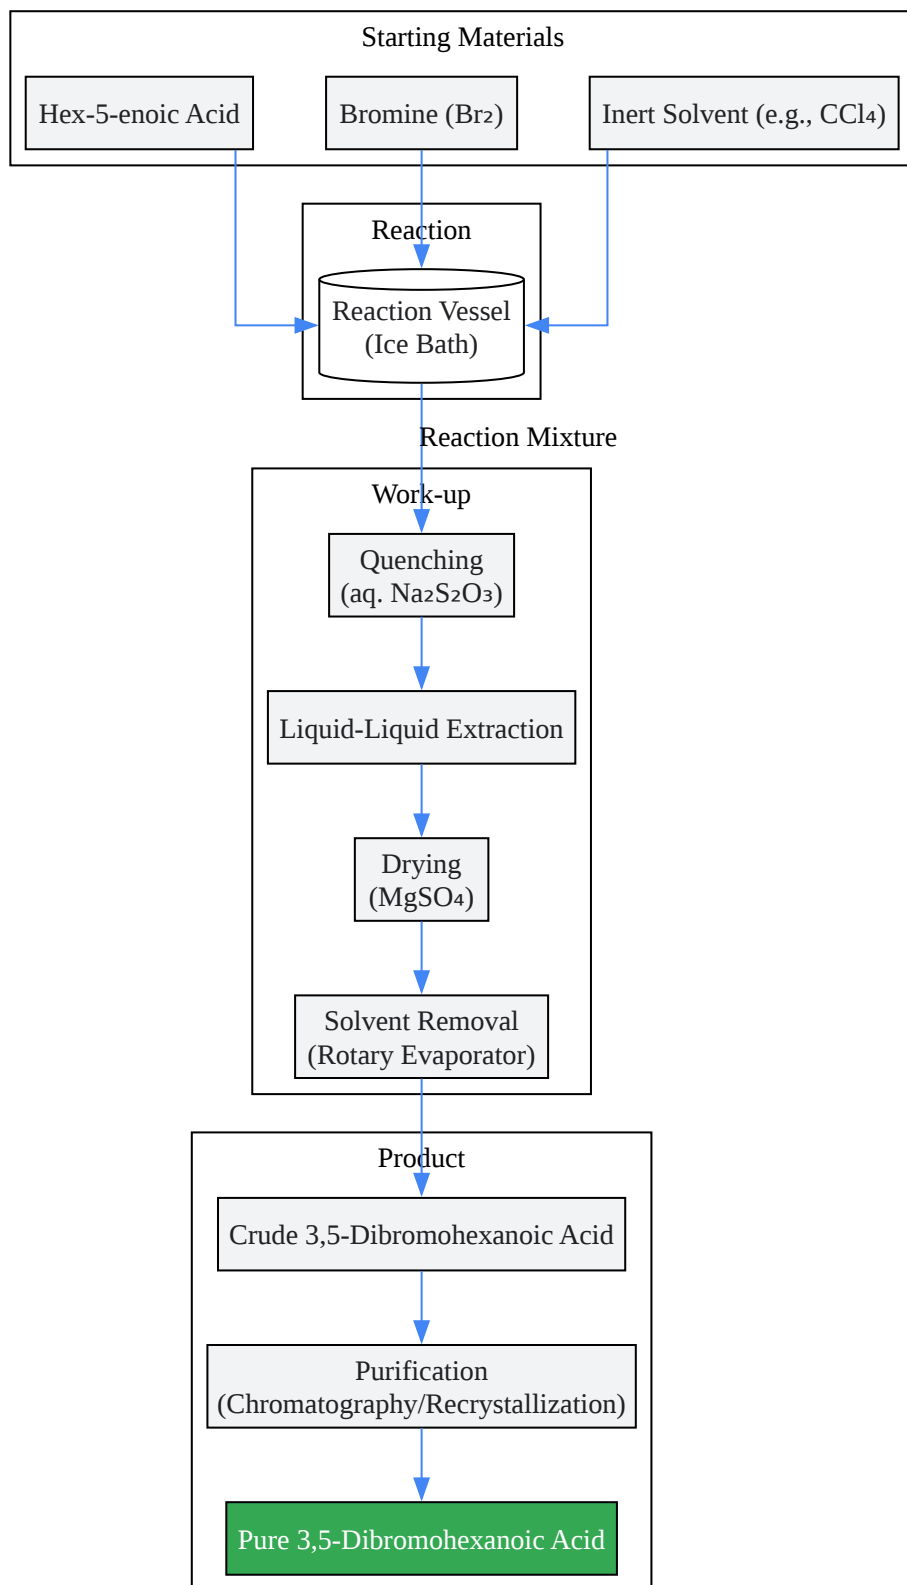 Starting Materials
Hex-5-enoic Acid
Bromine (Br₂)
Inert Solvent (e.g., CCl₄)
Reaction
Reaction Vessel
(Ice Bath)
Reaction Mixture
Work-up
Quenching
(aq. Na₂S₂O₃)
Liquid-Liquid Extraction
Drying
(MgSO₄)
Solvent Removal
(Rotary Evaporator)
Product
Crude 3,5-Dibromohexanoic Acid
Purification
(Chromatography/Recrystallization)
Pure 3,5-Dibromohexanoic Acid